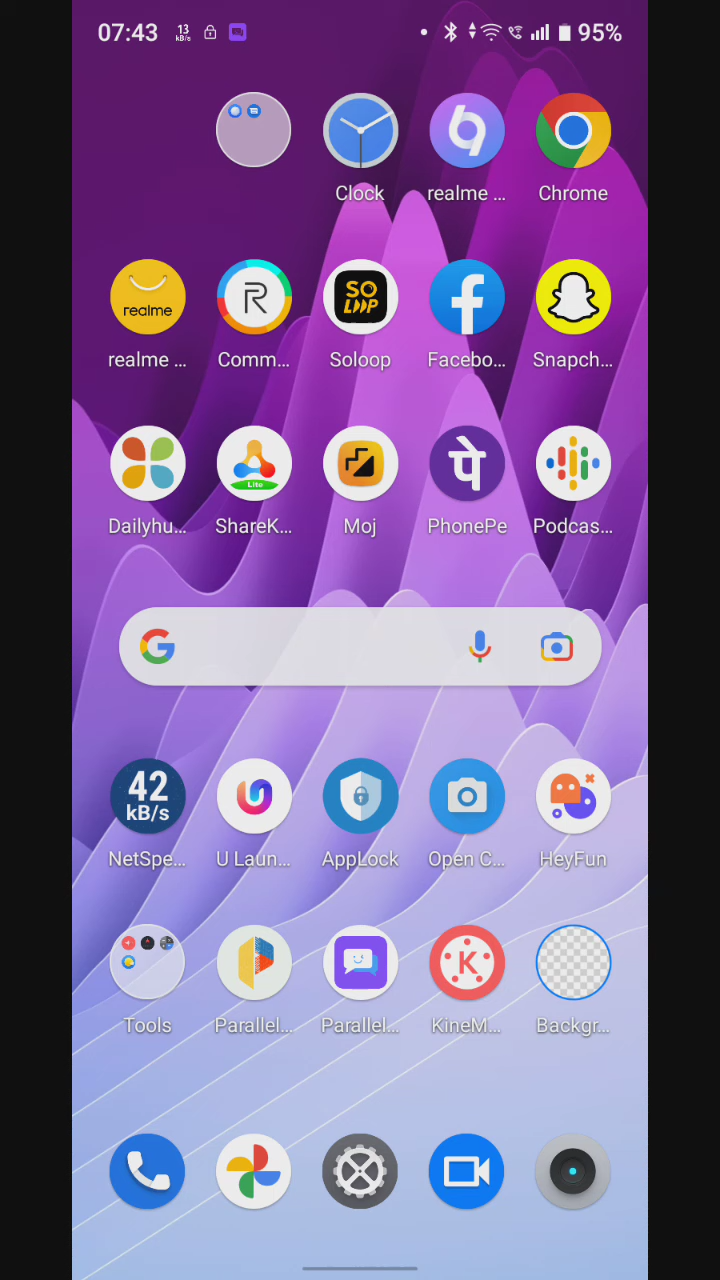 07:43 13 kB/s 95%
Clock realme ... Chrome
realme
R
SO
LOOP
realme ... Comm... Soloop Facebo... Snapch...
Lite
पे
Dailyhu... ShareK... Moj PhonePe Podcas...
G
42
kB/s
NetSpe... U Laun... AppLock Open C... HeyFun
K
Tools Parallel... Parallel... KineM... Backgr...